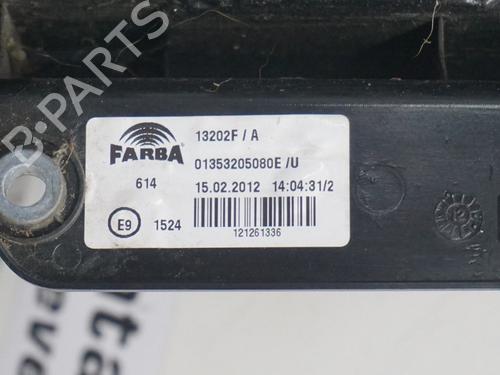 B-PARTS
FARBA
13202F / A
01353205080E /U
614
15.02.2012 14:04:31/2
E9
1524
121261336